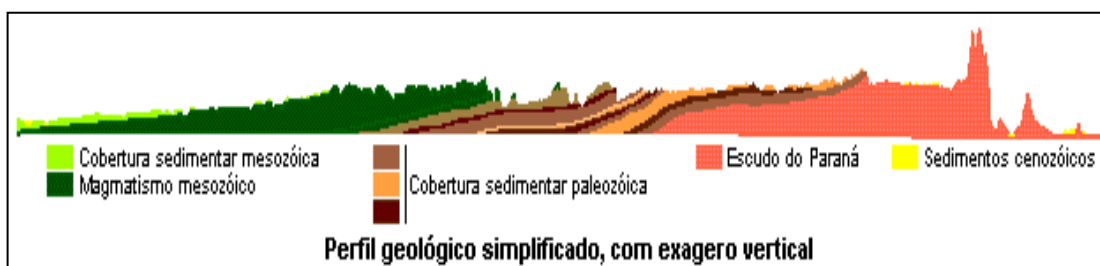 Cobertura sedimentar mesozóica
Magmatismo mesozóico
Cobertura sedimentar paleozóica
Escudo do Paraná
Sedimentos cenozóicos
Perfil geológico simplificado, com exagero vertical